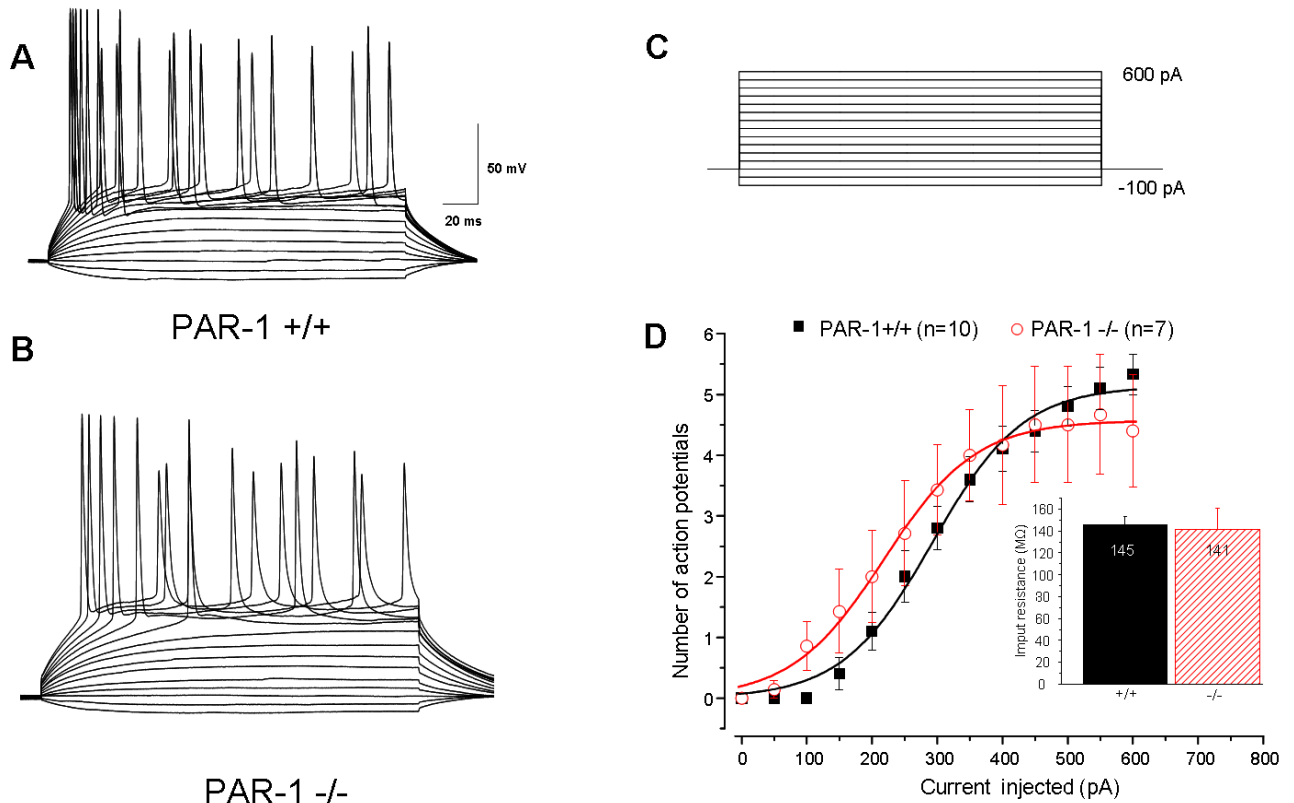 A
50 mV
20 ms
PAR-1 +/+
B
PAR-1 -/-
C
600 pA
-100 pA
D
PAR-1+/+ (n=10)
PAR-1 -/- (n=7)
6
5
4
3
2
1
0
Number of action potentials
0 100 200 300 400 500 600 700 800
Current injected (pA)
160
140
120
100
80
60
40
20
0
Imput resistance (MΩ)
145
141
+/+
-/-